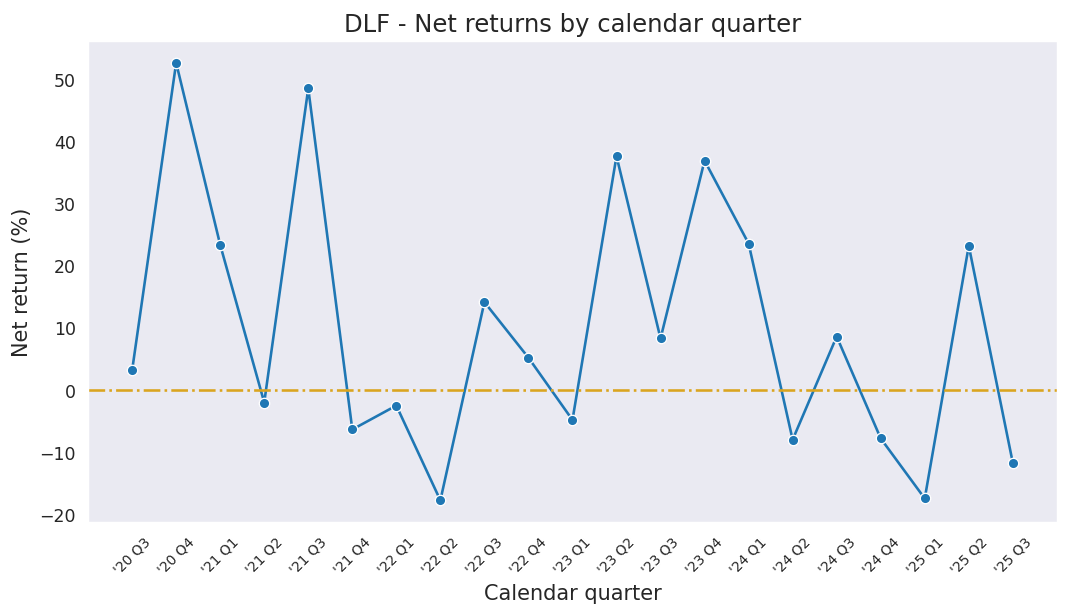 DLF - Net returns by calendar quarter
Net return (%)
50
40
30
20
10
0
−10
−20
'20 Q3
'20 Q4
'21 Q1
'21 Q2
'21 Q3
'21 Q4
'22 Q1
'22 Q2
'22 Q3
'22 Q4
'23 Q1
'23 Q2
'23 Q3
'23 Q4
'24 Q1
'24 Q2
'24 Q3
'24 Q4
'25 Q1
'25 Q2
'25 Q3
Calendar quarter